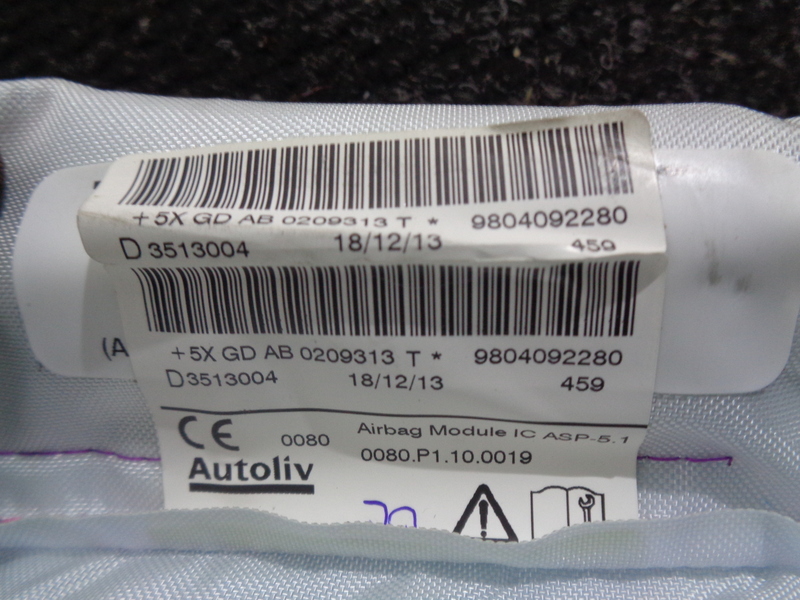 + 5X GD AB 0209313 T * 9804092280
D 3513004 18/12/13 459
(A
+5X GD AB 0209313 T * 9804092280
D3513004 18/12/13 459
CE 0080 Airbag Module IC ASP-5.1
0080.P1.10.0019
Autoliv